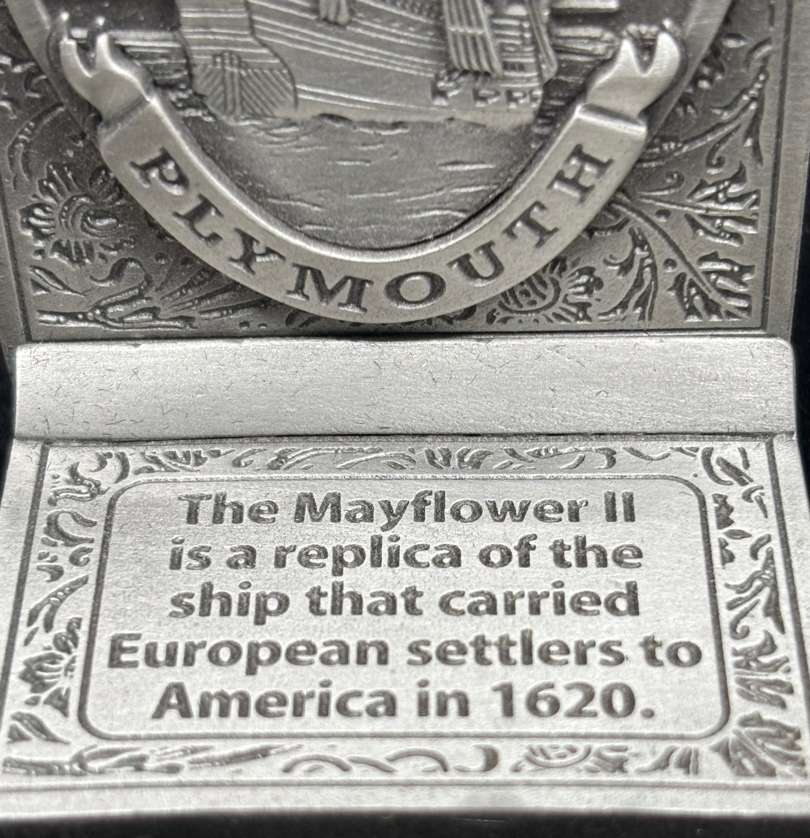 PLYMOUTH
The Mayflower II
is a replica of the
ship that carried
European settlers to
America in 1620.